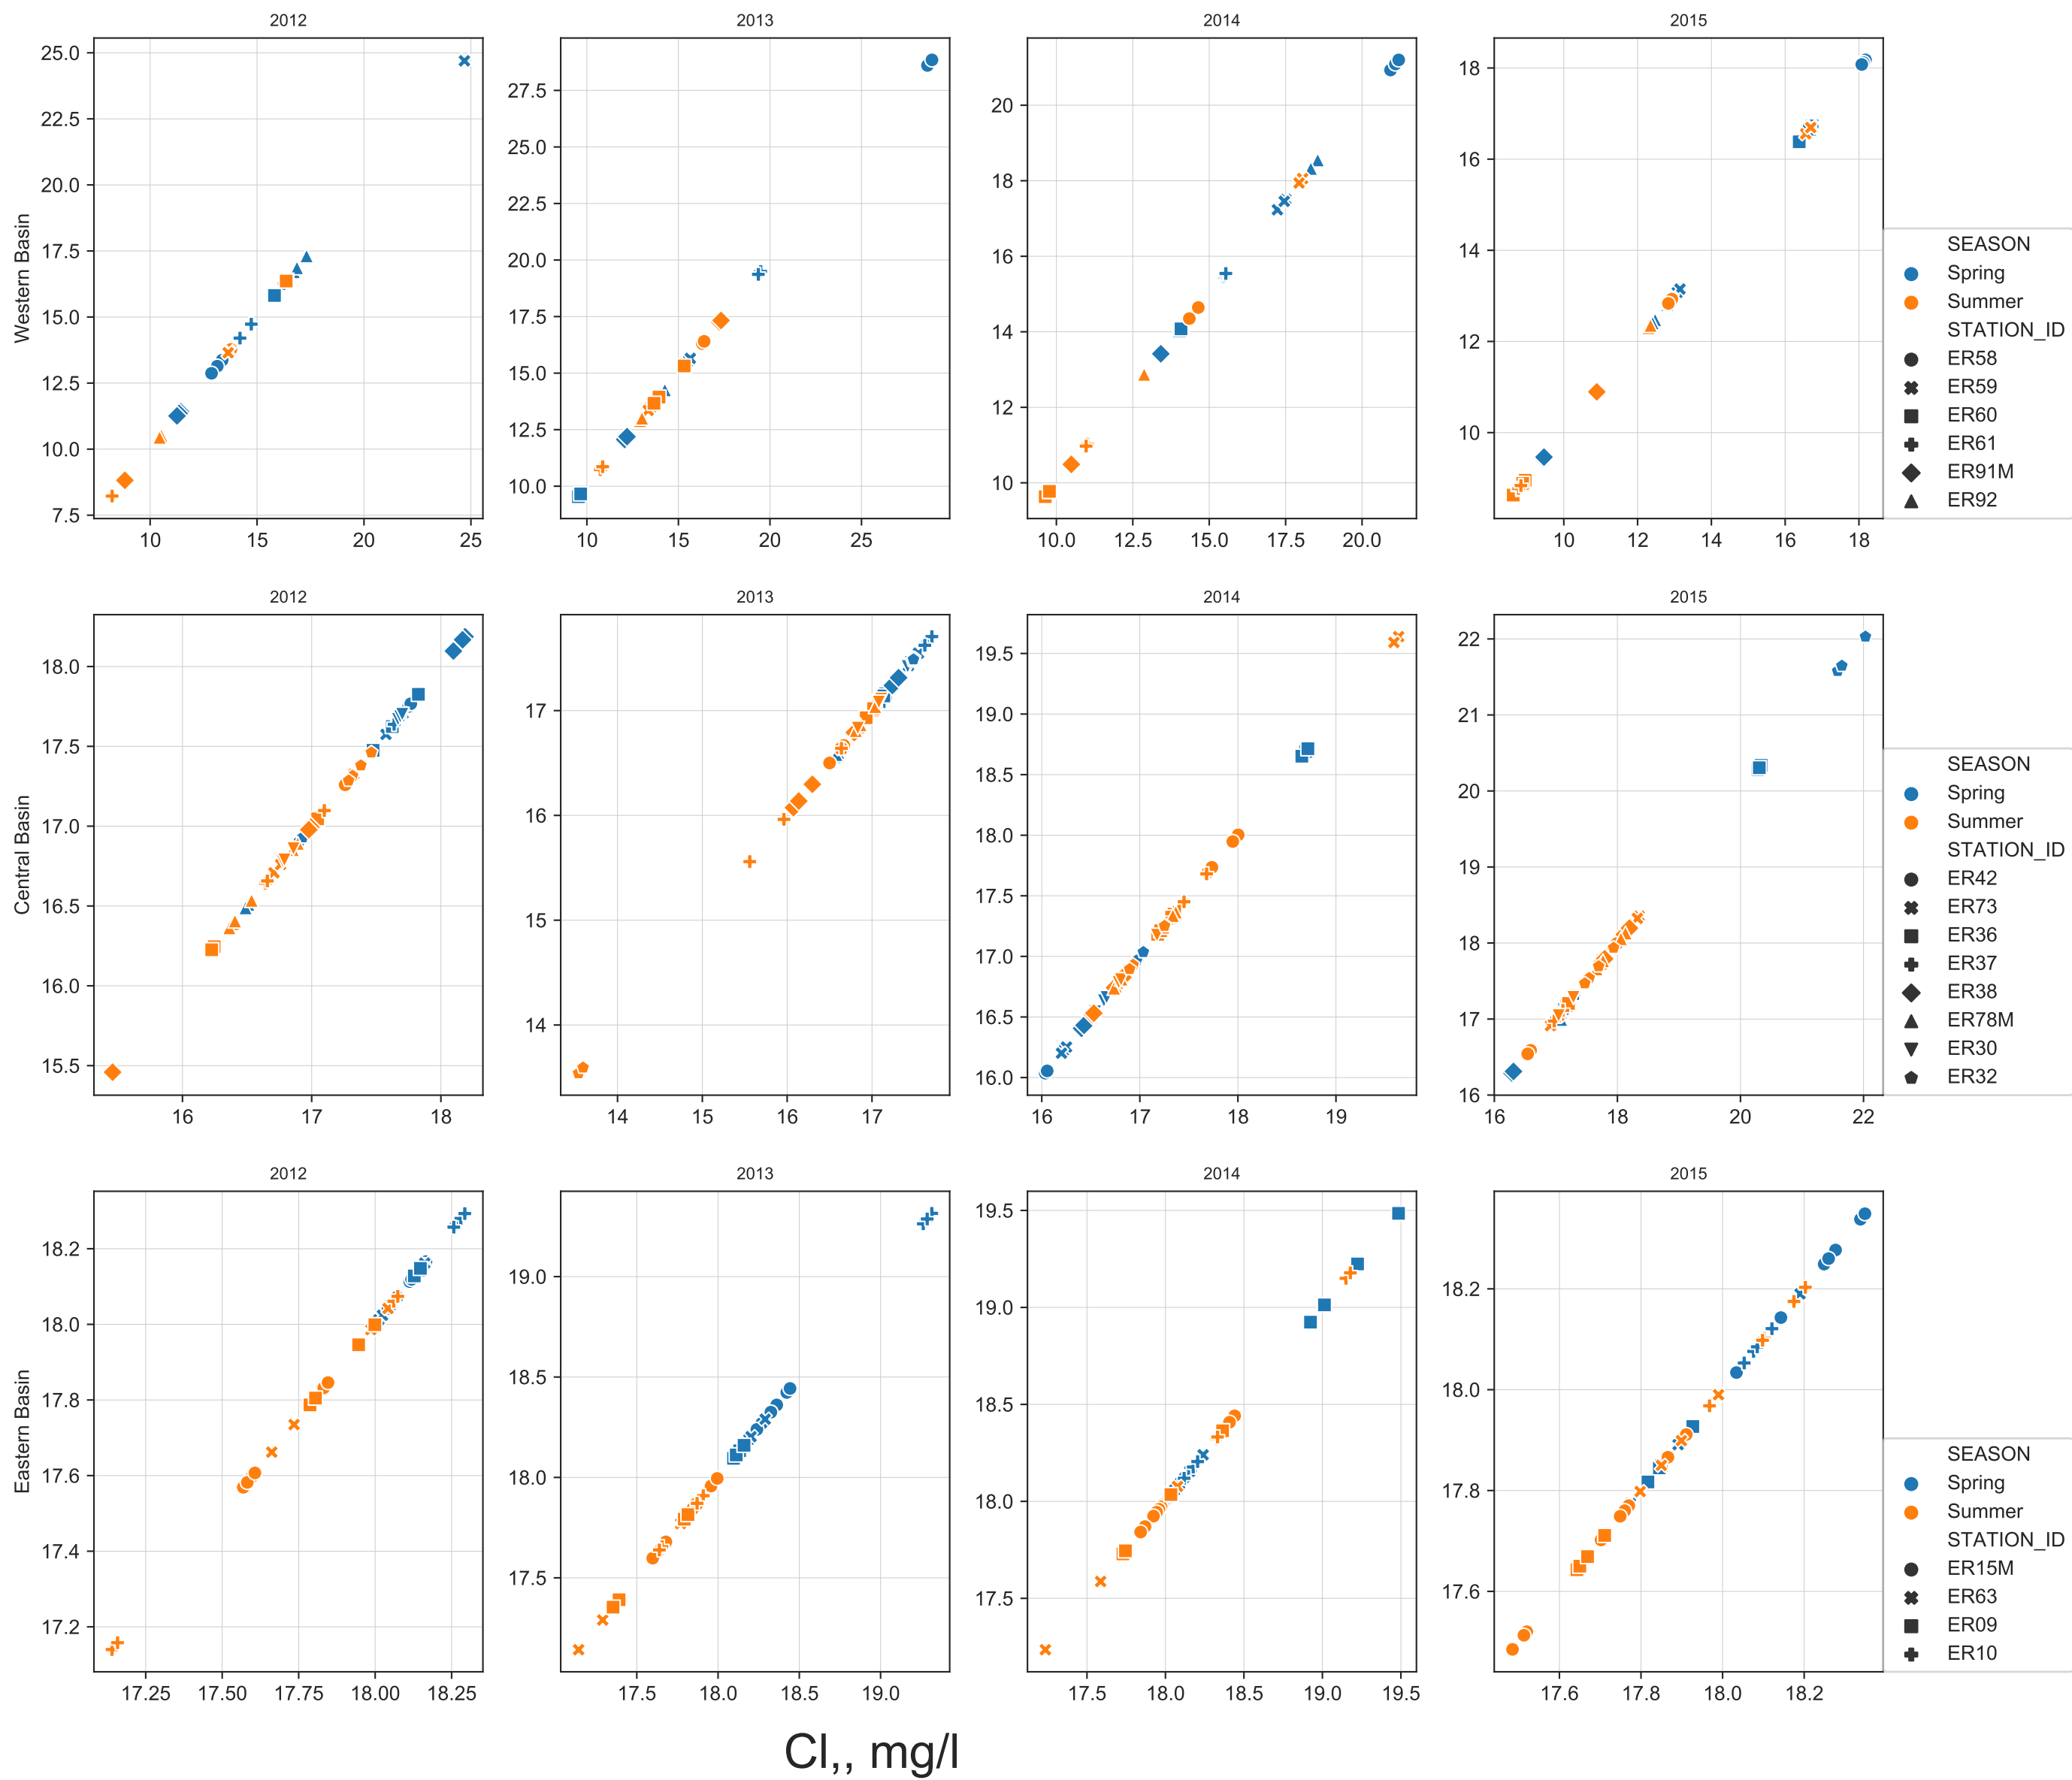 2012 2013 2014 2015
25.0
22.5
20.0
17.5
15.0
12.5
10.0
7.5
27.5
25.0
22.5
20.0
17.5
15.0
12.5
10.0
20
18
16
14
12
10
18
16
14
12
10
Western Basin
10 15 20 25
10 15 20 25
10.0 12.5 15.0 17.5 20.0
10 12 14 16 18
SEASON
Spring
Summer
STATION_ID
ER58
ER59
ER60
ER61
ER91M
ER92
2012 2013 2014 2015
18.0
17.5
17.0
16.5
16.0
15.5
17
16
15
14
19.5
19.0
18.5
18.0
17.5
17.0
16.5
16.0
22
21
20
19
18
17
16
Central Basin
16 17 18
14 15 16 17
16 17 18 19
16 18 20 22
SEASON
Spring
Summer
STATION_ID
ER42
ER73
ER36
ER37
ER38
ER78M
ER30
ER32
2012 2013 2014 2015
18.2
18.0
17.8
17.6
17.4
17.2
19.0
18.5
18.0
17.5
19.5
19.0
18.5
18.0
17.5
18.2
18.0
17.8
17.6
Eastern Basin
17.25 17.50 17.75 18.00 18.25
17.5 18.0 18.5 19.0
17.5 18.0 18.5 19.0 19.5
17.6 17.8 18.0 18.2
SEASON
Spring
Summer
STATION_ID
ER15M
ER63
ER09
ER10
Cl,, mg/l